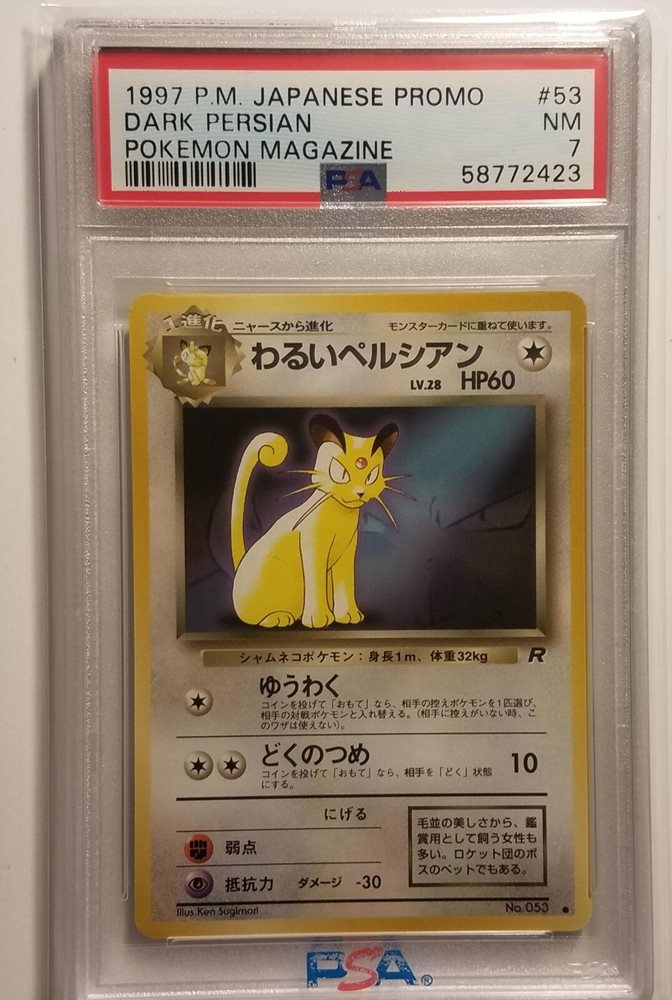 1997 P.M. JAPANESE PROMO #53
DARK PERSIAN NM
POKEMON MAGAZINE 7
PSA 58772423
1進化 ニャースから進化 モンスターカードに重ねて使います。
わるいペルシアン
LV.28 HP60
シャムネコポケモン：身長1m、体重32kg R
ゆうわく
コインを投げて「おもて」なら、相手の控えポケモンを1匹選び、
相手の対戦ポケモンと入れ替える。（相手に控えがいない時、こ
のワザは使えない）。
どくのつめ 10
コインを投げて「おもて」なら、相手を「どく」状態
にする。
にげる
弱点
抵抗力 ダメージ -30
毛並の美しさから、鑑
賞用として飼う女性も
多い。ロケット団のボ
スのペットでもある。
Illus.Ken Sugimori No.053
PSA®